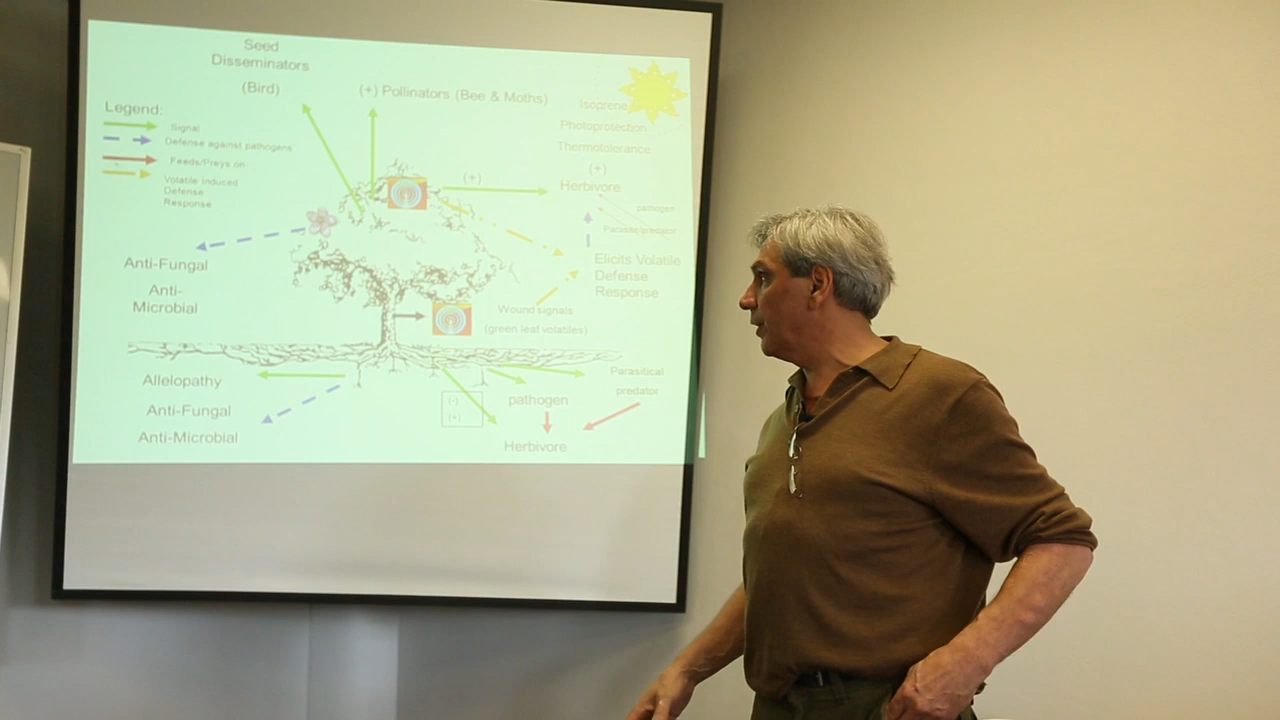 Seed
Disseminators
(Bird)
(+) Pollinators (Bee & Moths)
Isoprene
Photoprotection
Thermotolerance
(+)
Herbivore
pathogen
Parasite/predator
Legend:
Signal
Defense against pathogens
Feeds/Preys on
Volatile Induced
Defense
Response
(+)
Anti-Fungal
Anti-
Microbial
Elicits Volatile
Defense
Response
Wound signals
(green leaf volatiles)
Allelopathy
Anti-Fungal
Anti-Microbial
(-)
(+)
pathogen
Herbivore
Parasitical
predator